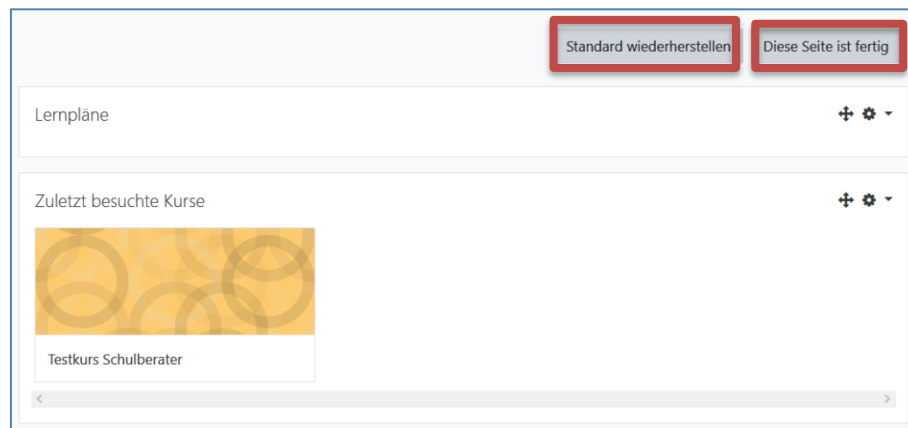 Standard wiederherstellen
Diese Seite ist fertig
Lernpläne
Zuletzt besuchte Kurse
Testkurs Schulberater